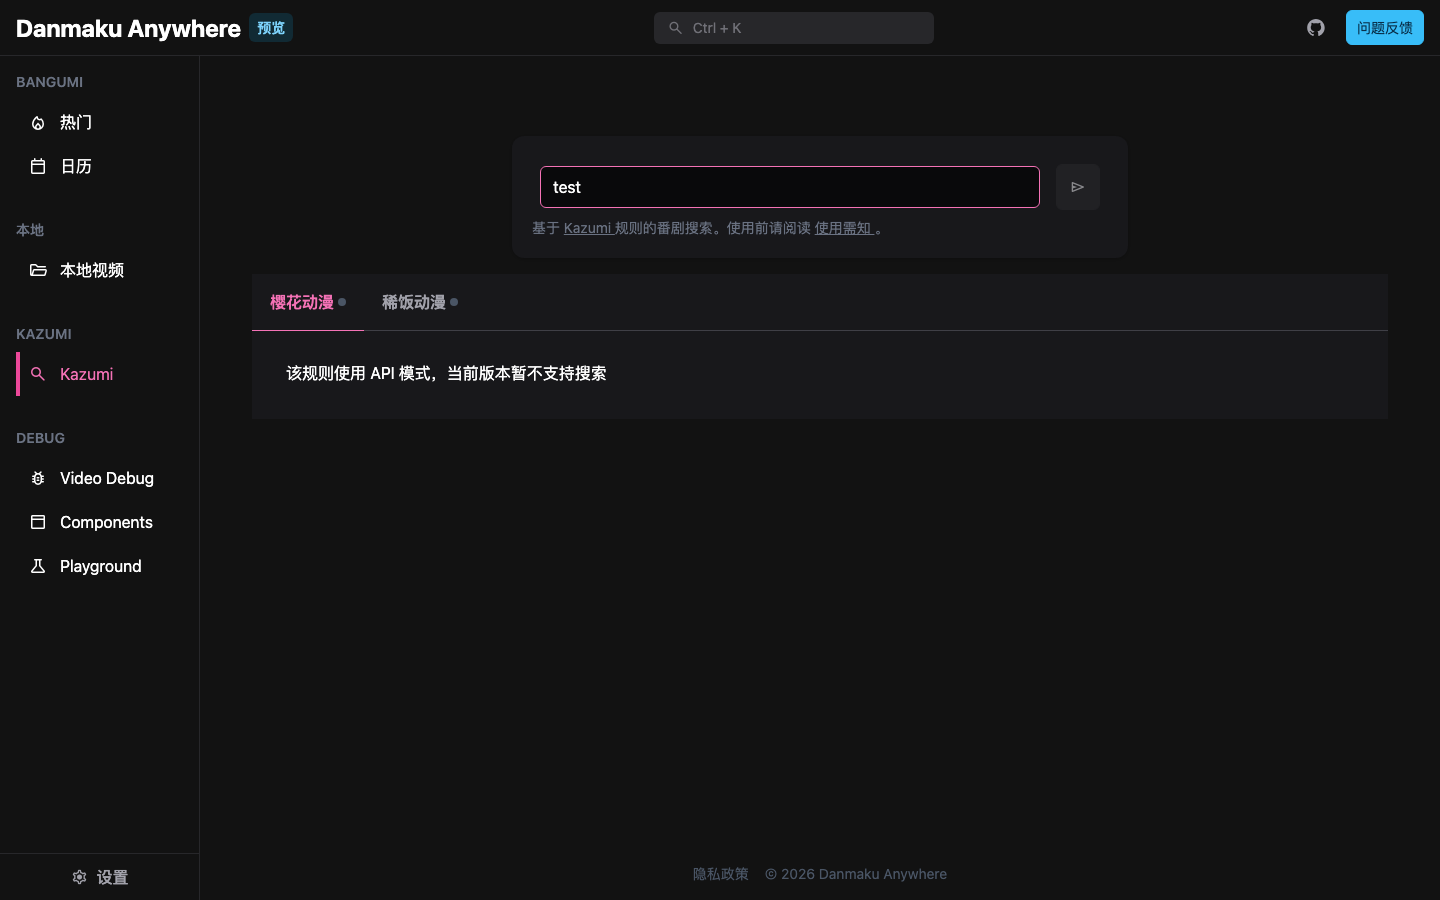 Danmaku Anywhere 预览
Ctrl + K
问题反馈
BANGUMI
热门
日历
本地
本地视频
KAZUMI
Kazumi
DEBUG
Video Debug
Components
Playground
设置
test
基于 Kazumi 规则的番剧搜索。使用前请阅读 使用需知 。
樱花动漫 稀饭动漫
该规则使用 API 模式，当前版本暂不支持搜索
隐私政策 © 2026 Danmaku Anywhere